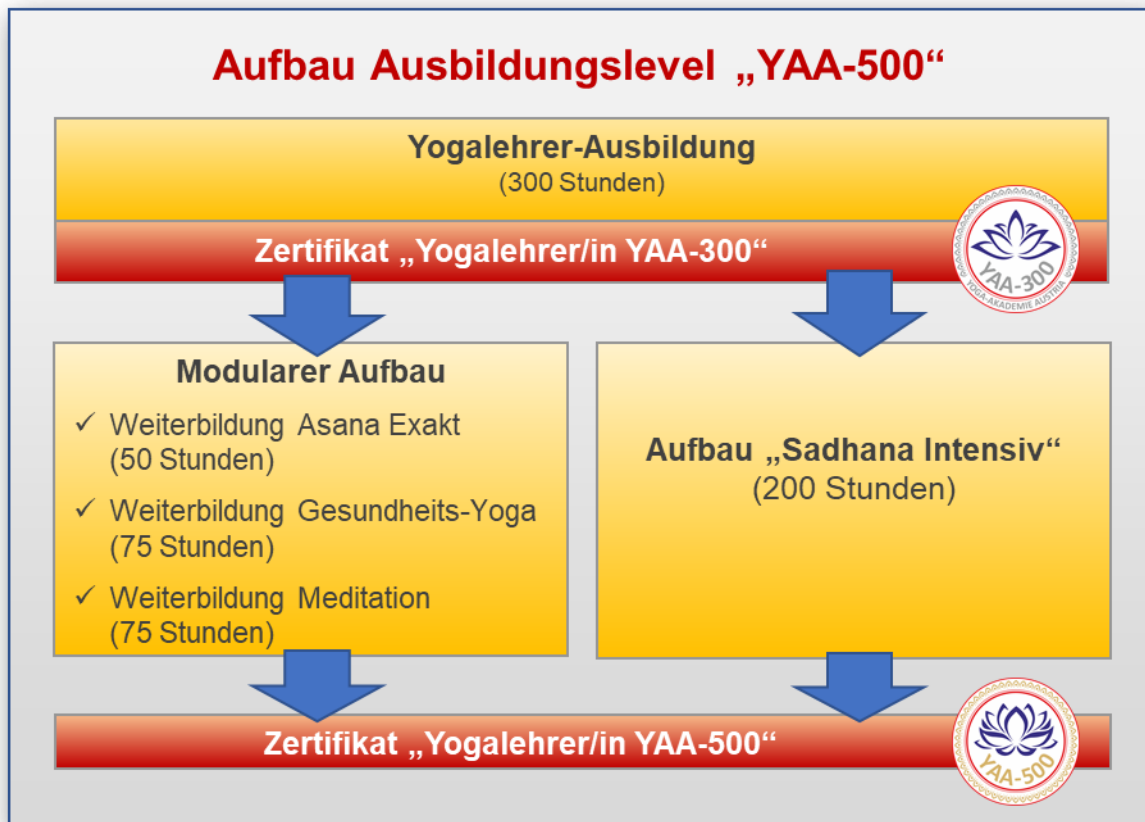 Aufbau Ausbildungslevel „YAA-500“
Yogalehrer-Ausbildung
(300 Stunden)
Zertifikat „Yogalehrer/in YAA-300“
YAA-300
YOGA-AKADEMIE AUSTRIA
Modularer Aufbau
✓ Weiterbildung Asana Exakt
(50 Stunden)
✓ Weiterbildung Gesundheits-Yoga
(75 Stunden)
✓ Weiterbildung Meditation
(75 Stunden)
Aufbau „Sadhana Intensiv“
(200 Stunden)
Zertifikat „Yogalehrer/in YAA-500“
YAA-500